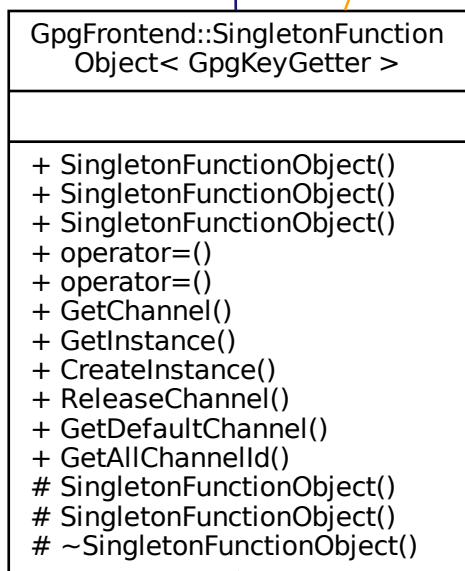 GpgFrontend::SingletonFunction
Object< GpgKeyGetter >
+ SingletonFunctionObject()
+ SingletonFunctionObject()
+ SingletonFunctionObject()
+ operator=()
+ operator=()
+ GetChannel()
+ GetInstance()
+ CreateInstance()
+ ReleaseChannel()
+ GetDefaultChannel()
+ GetAllChannelId()
# SingletonFunctionObject()
# SingletonFunctionObject()
# ~SingletonFunctionObject()